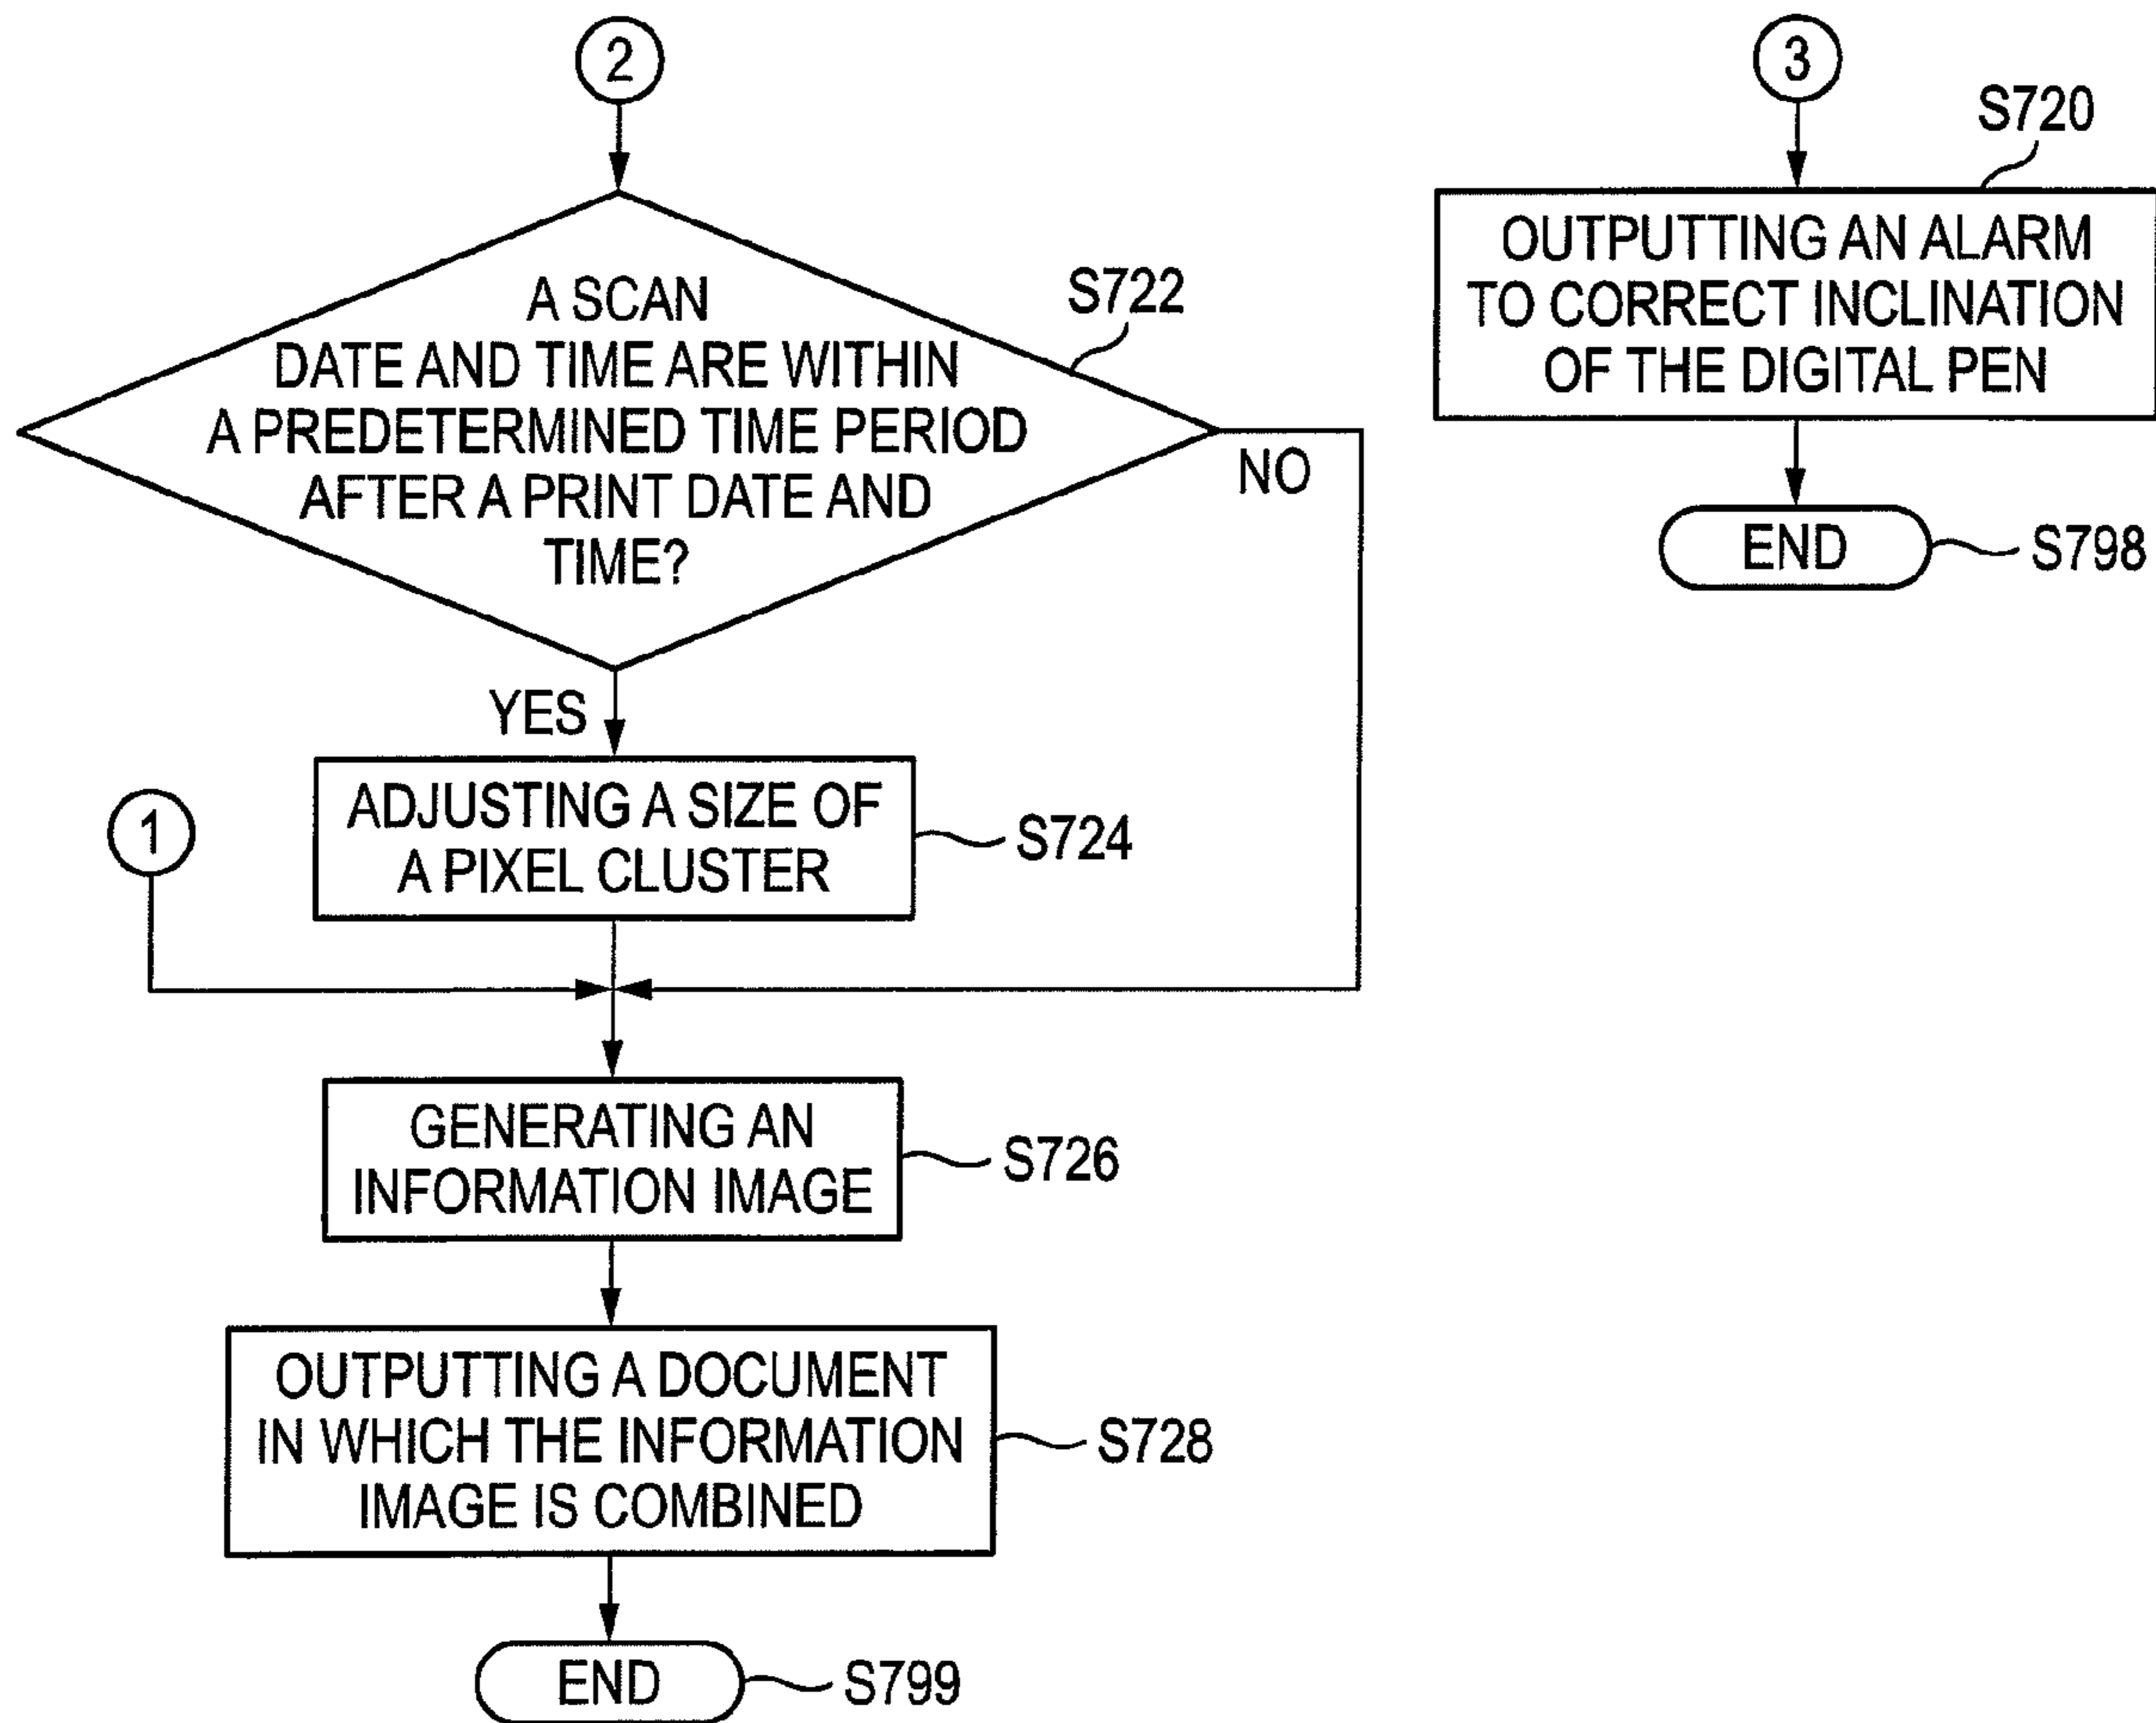 2
A SCAN
DATE AND TIME ARE WITHIN
A PREDETERMINED TIME PERIOD
AFTER A PRINT DATE AND
TIME?
S722
NO
YES
ADJUSTING A SIZE OF
A PIXEL CLUSTER
S724
1
GENERATING AN
INFORMATION IMAGE
S726
OUTPUTTING A DOCUMENT
IN WHICH THE INFORMATION
IMAGE IS COMBINED
S728
END
S799
3
S720
OUTPUTTING AN ALARM
TO CORRECT INCLINATION
OF THE DIGITAL PEN
END
S798